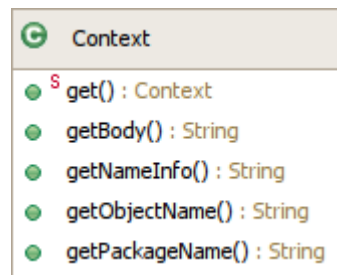 G Context
S get() : Context
getBody() : String
getNameInfo() : String
getObjectName() : String
getPackageName() : String